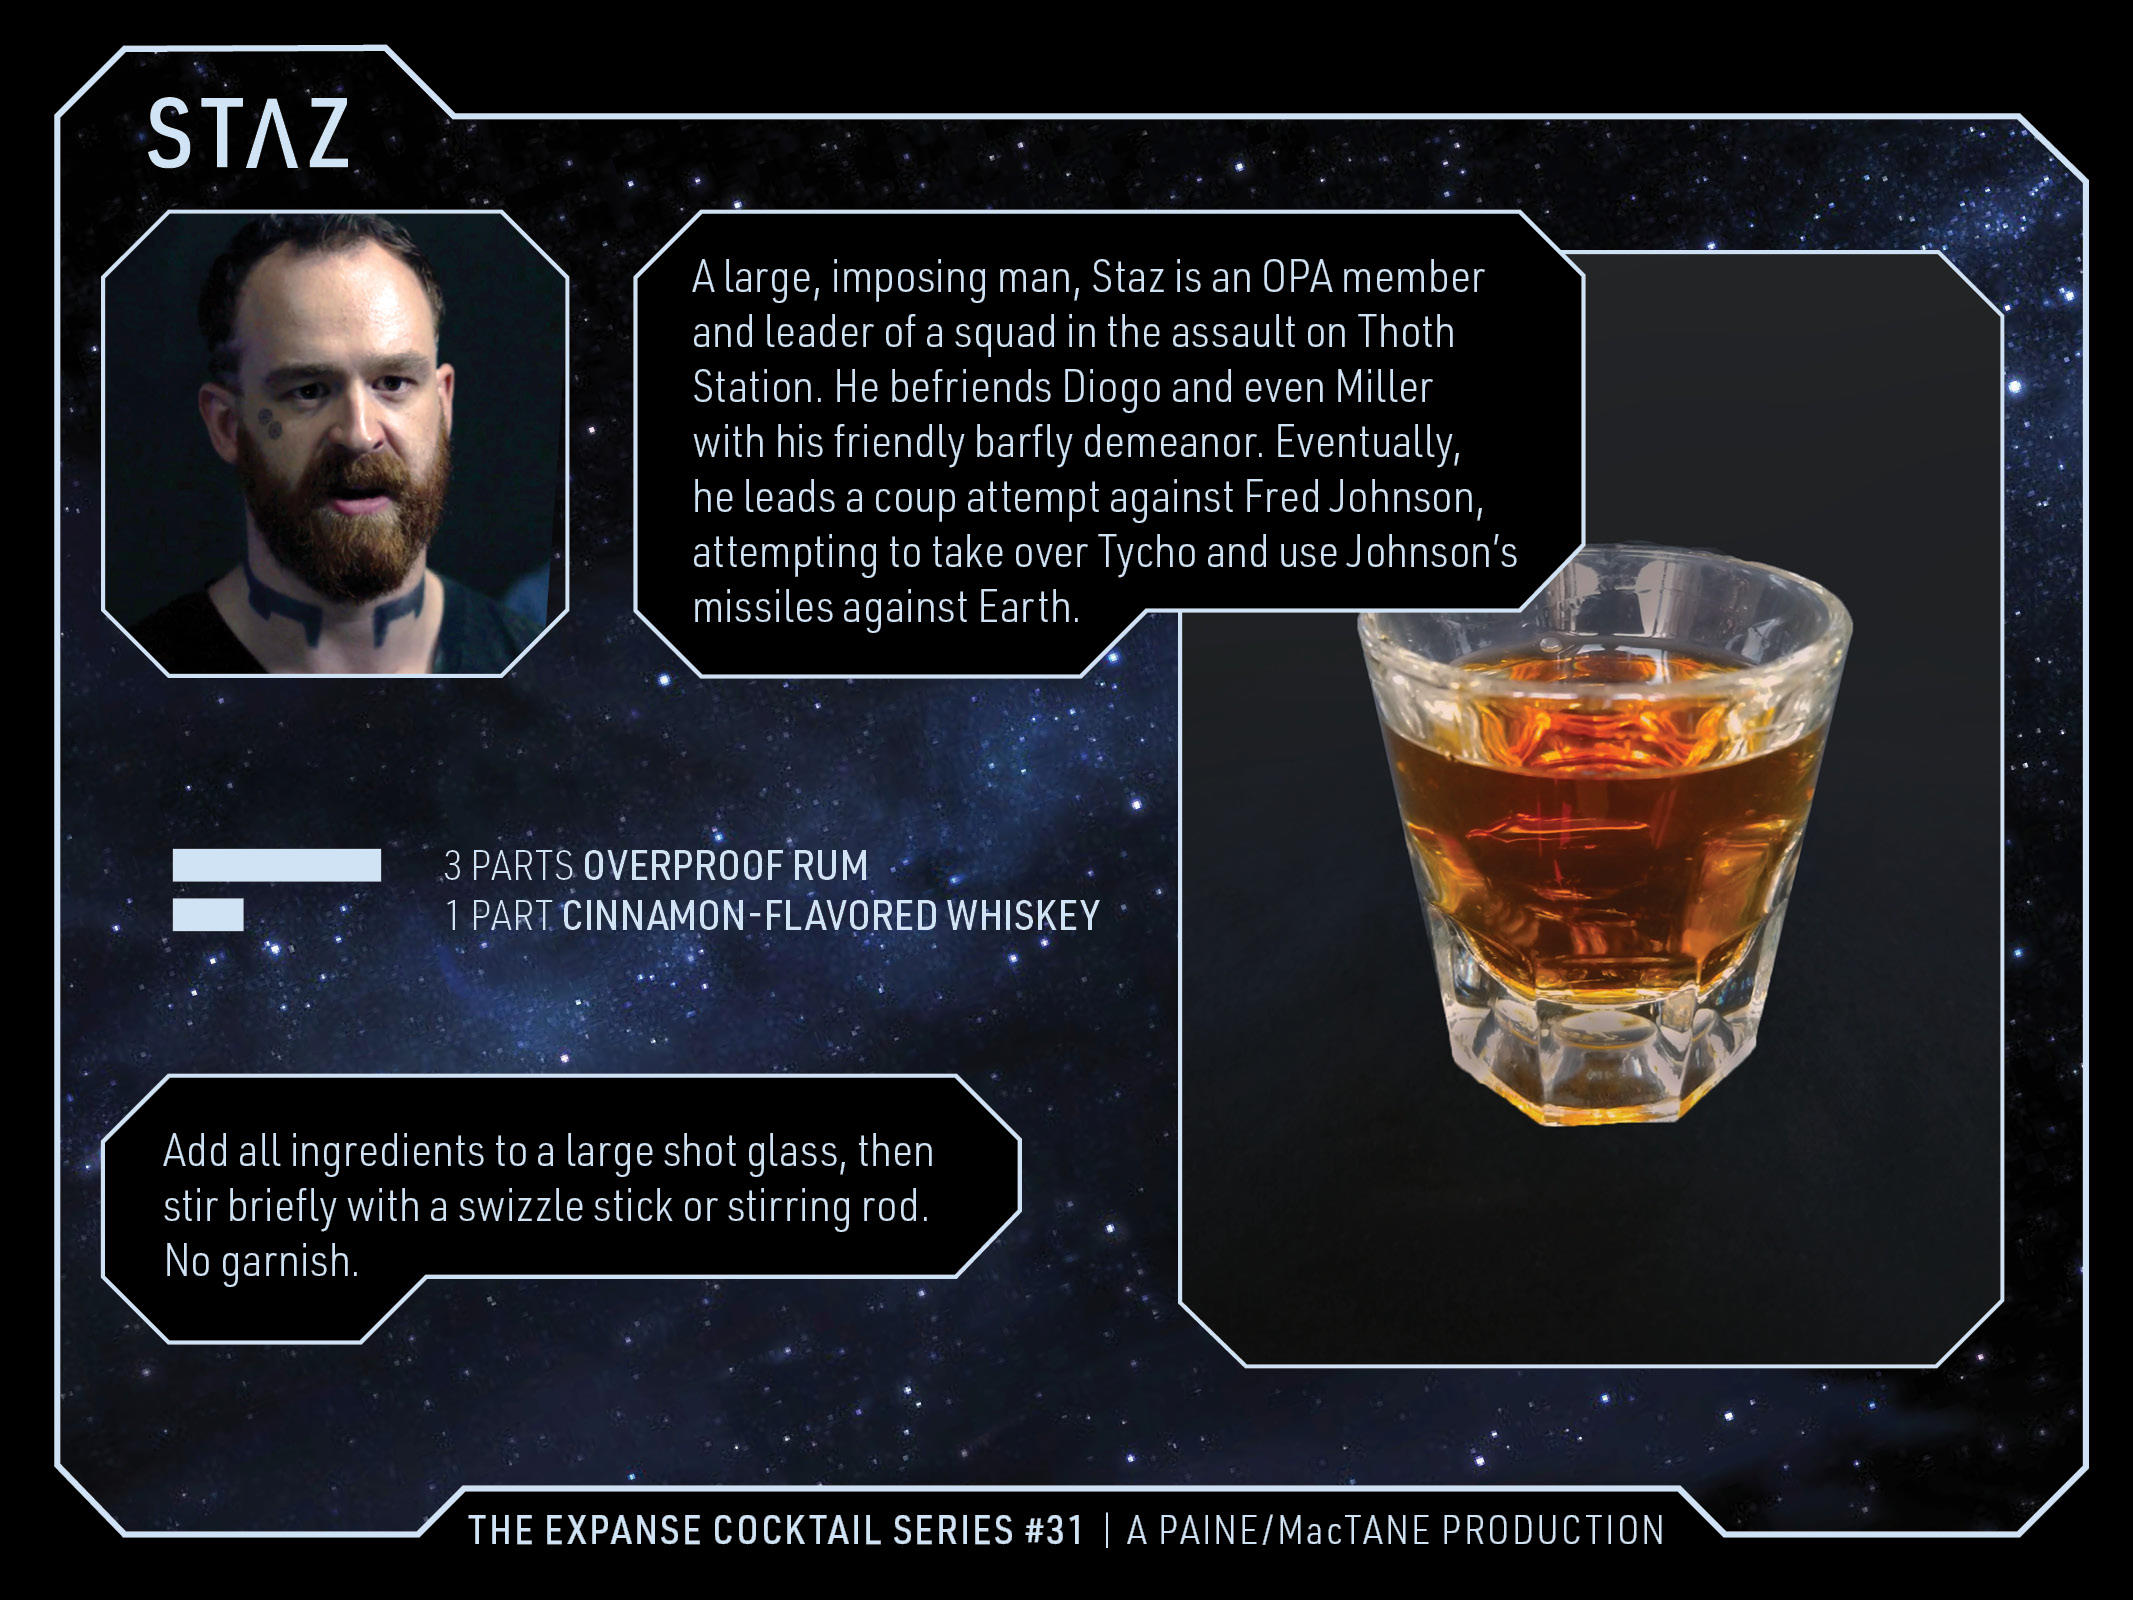 STAZ
A large, imposing man, Staz is an OPA member
and leader of a squad in the assault on Thoth
Station. He befriends Diogo and even Miller
with his friendly barfly demeanor. Eventually,
he leads a coup attempt against Fred Johnson,
attempting to take over Tycho and use Johnson’s
missiles against Earth.
3 PARTS OVERPROOF RUM
1 PART CINNAMON-FLAVORED WHISKEY
Add all ingredients to a large shot glass, then
stir briefly with a swizzle stick or stirring rod.
No garnish.
THE EXPANSE COCKTAIL SERIES #31 | A PAINE/MacTANE PRODUCTION